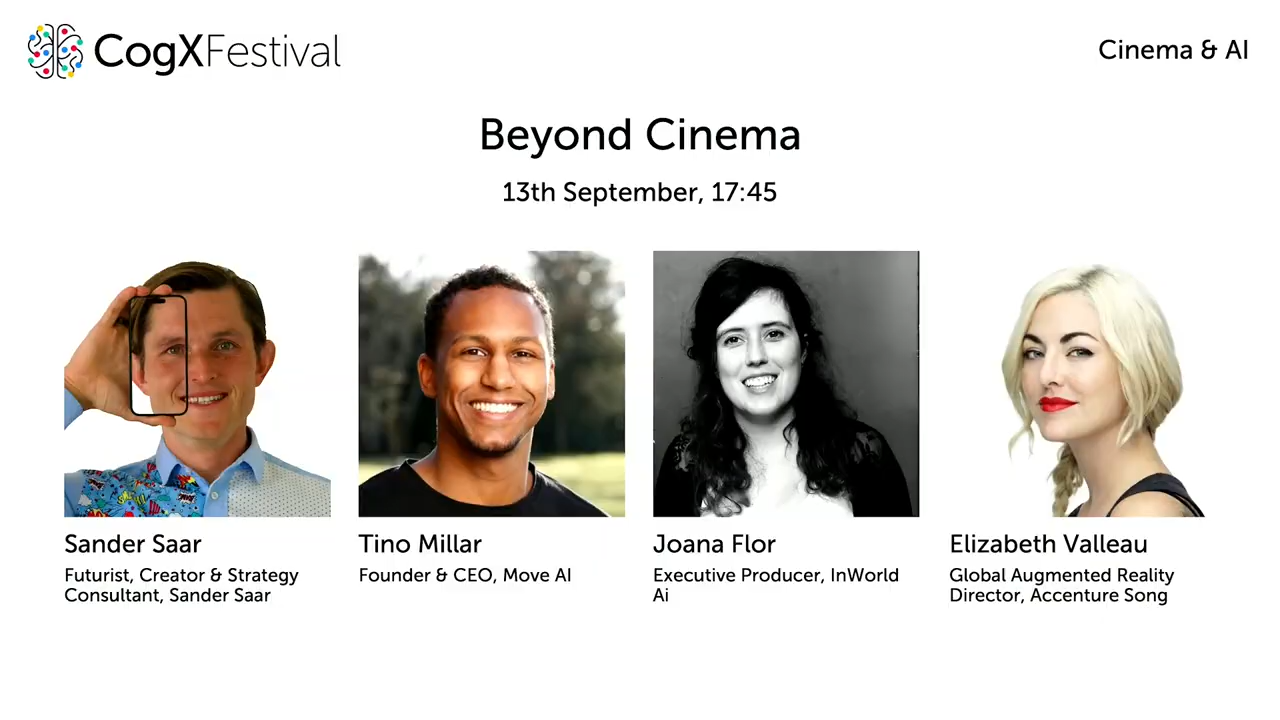 CogXFestival
Cinema & AI
Beyond Cinema
13th September, 17:45
Sander Saar
Futurist, Creator & Strategy
Consultant, Sander Saar
Tino Millar
Founder & CEO, Move AI
Joana Flor
Executive Producer, InWorld
Ai
Elizabeth Valleau
Global Augmented Reality
Director, Accenture Song